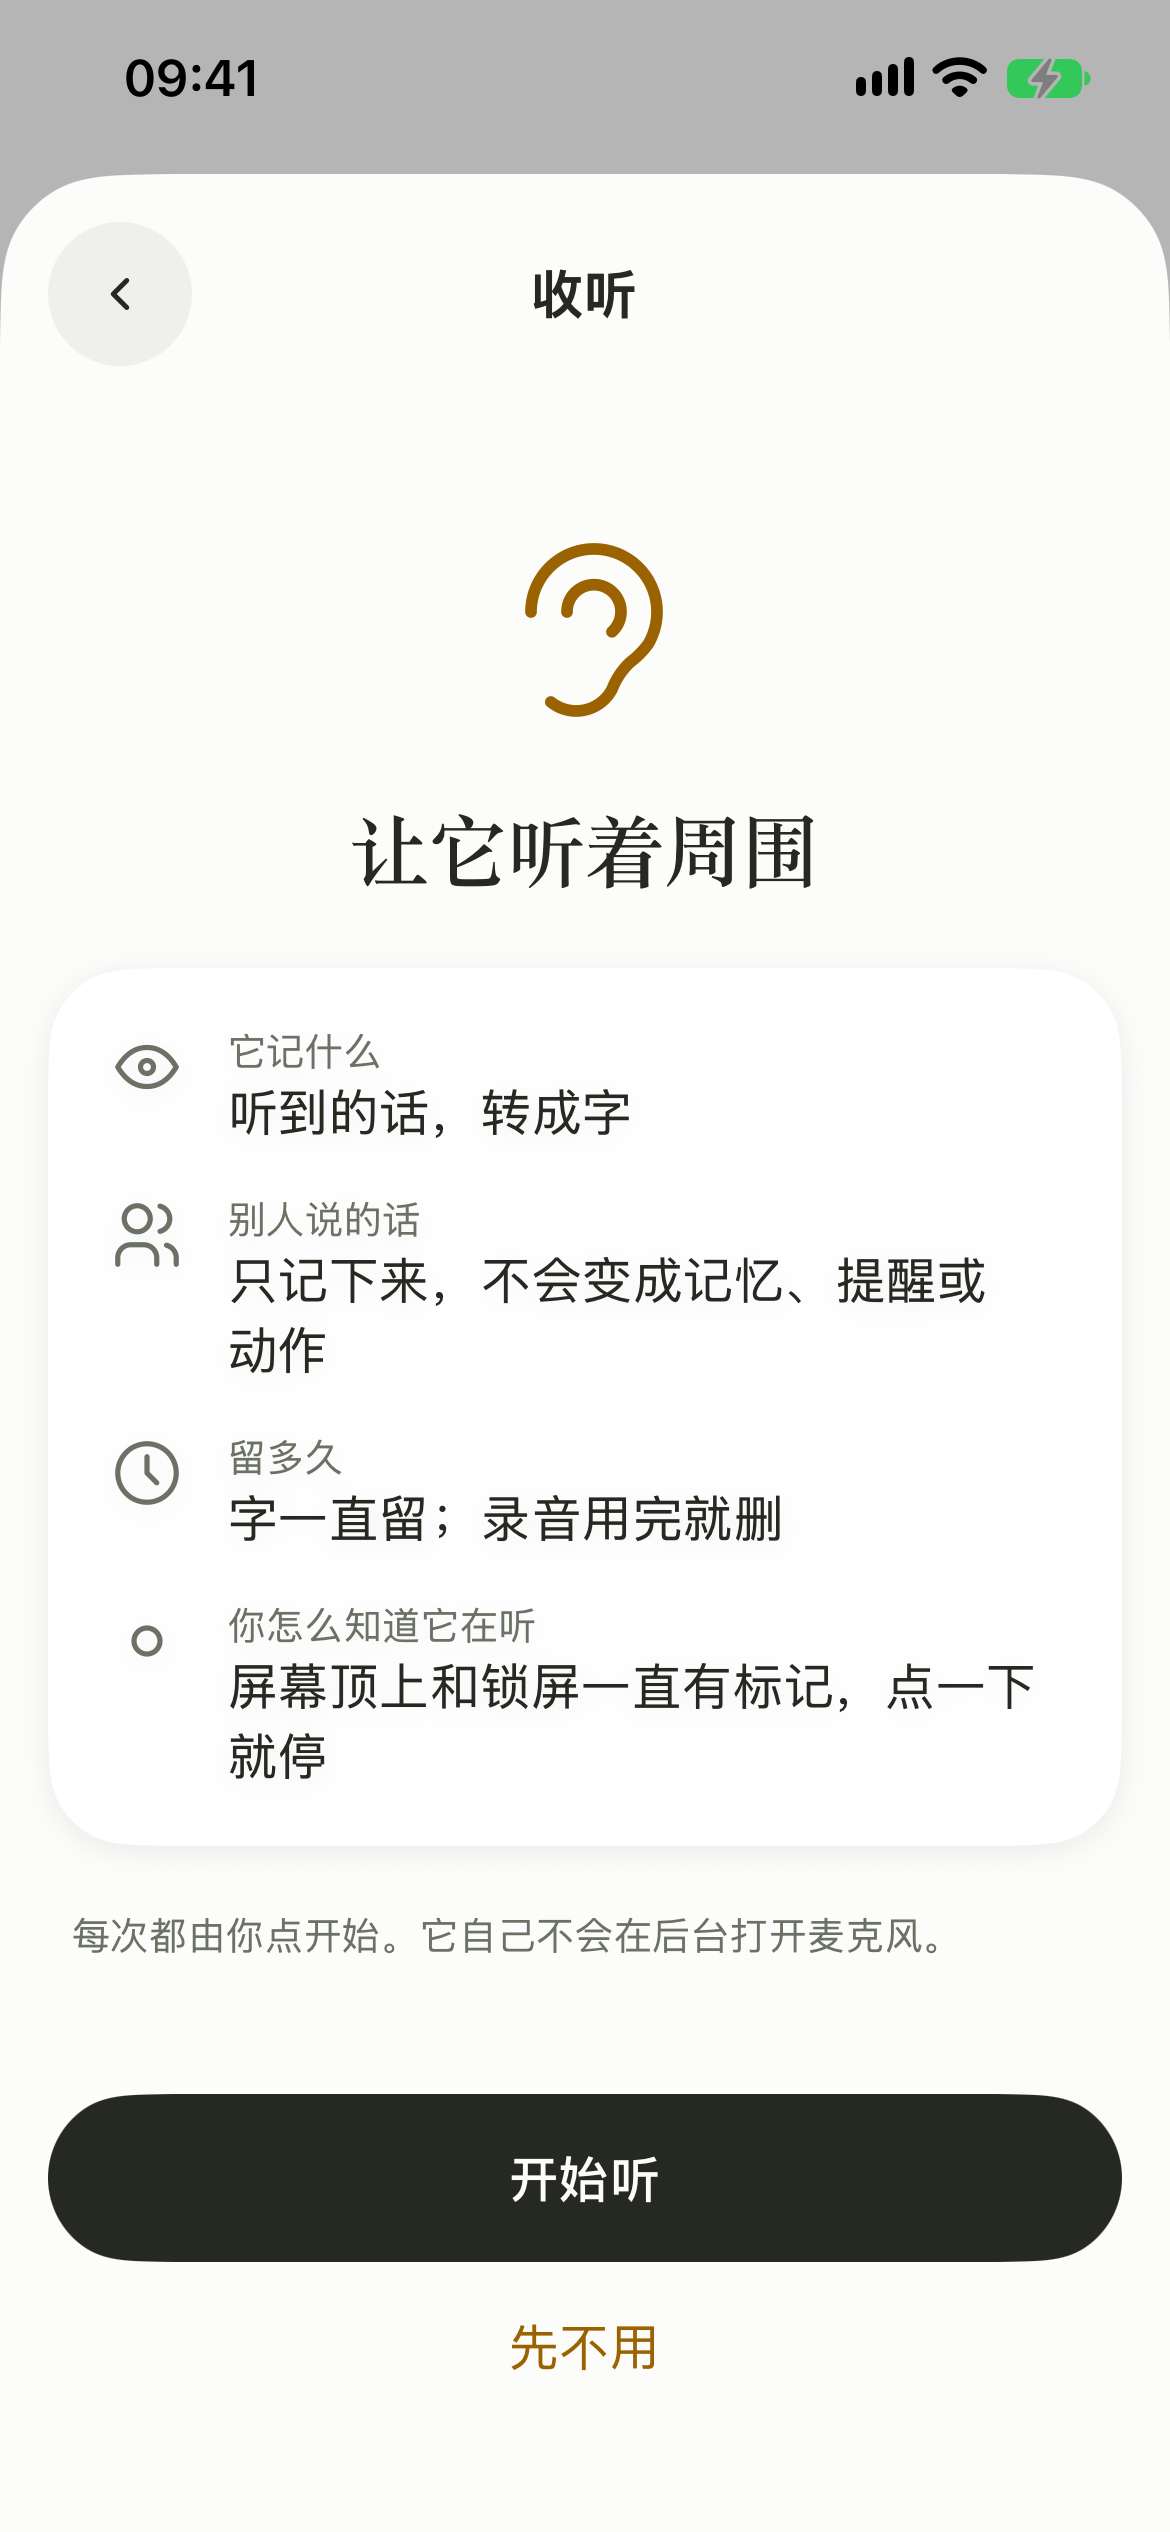 09:41
收听
让它听着周围
它记什么
听到的话，转成字
别人说的话
只记下来，不会变成记忆、提醒或
动作
留多久
字一直留；录音用完就删
你怎么知道它在听
屏幕顶上和锁屏一直有标记，点一下
就停
每次都由你点开始。它自己不会在后台打开麦克风。
开始听
先不用